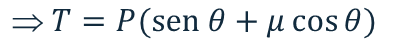 ⇒ T = P(sen θ + μ cos θ)